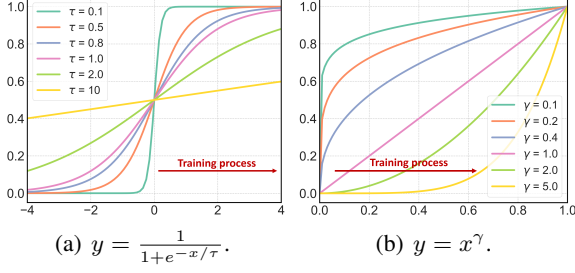 1.0
0.8
0.6
0.4
0.2
0.0
τ = 0.1
τ = 0.5
τ = 0.8
τ = 1.0
τ = 2.0
τ = 10
Training process
−4
−2
0
2
4
(a) y = \frac{1}{1+e^{-x/τ}}.
1.0
0.8
0.6
0.4
0.2
0.0
γ = 0.1
γ = 0.2
γ = 0.4
γ = 1.0
γ = 2.0
γ = 5.0
Training process
0.0
0.2
0.4
0.6
0.8
1.0
(b) y = x^γ.